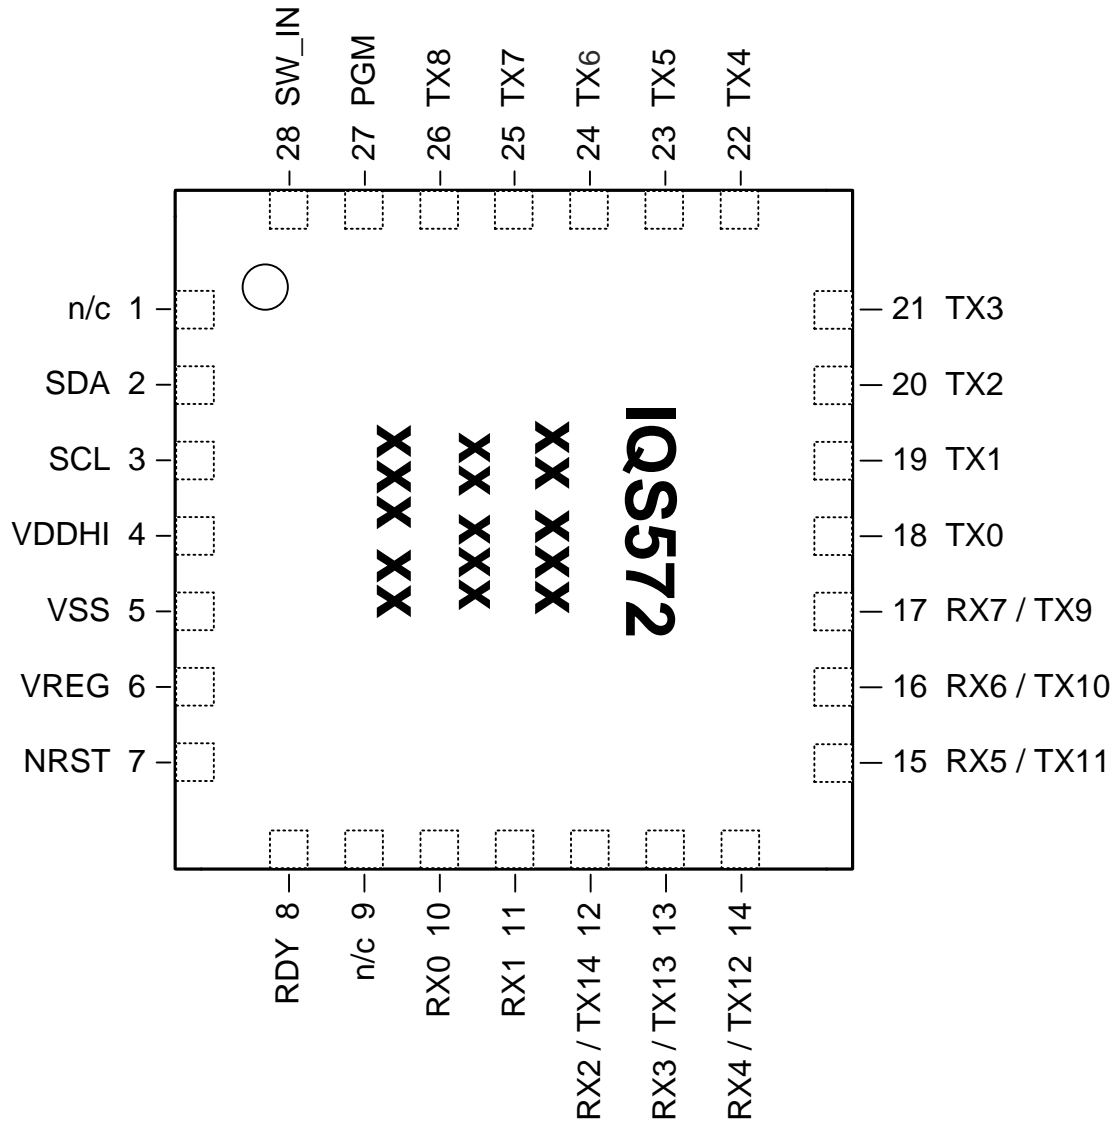 28 SW_IN
27 PGM
26 TX8
25 TX7
24 TX6
23 TX5
22 TX4
n/c 1
SDA 2
SCL 3
VDDHI 4
VSS 5
VREG 6
NRST 7
IQS572
xx xxx
xx xxx
xxx xx
21 TX3
20 TX2
19 TX1
18 TX0
17 RX7 / TX9
16 RX6 / TX10
15 RX5 / TX11
RDY 8
n/c 9
RX0 10
RX1 11
RX2 / TX14 12
RX3 / TX13 13
RX4 / TX12 14